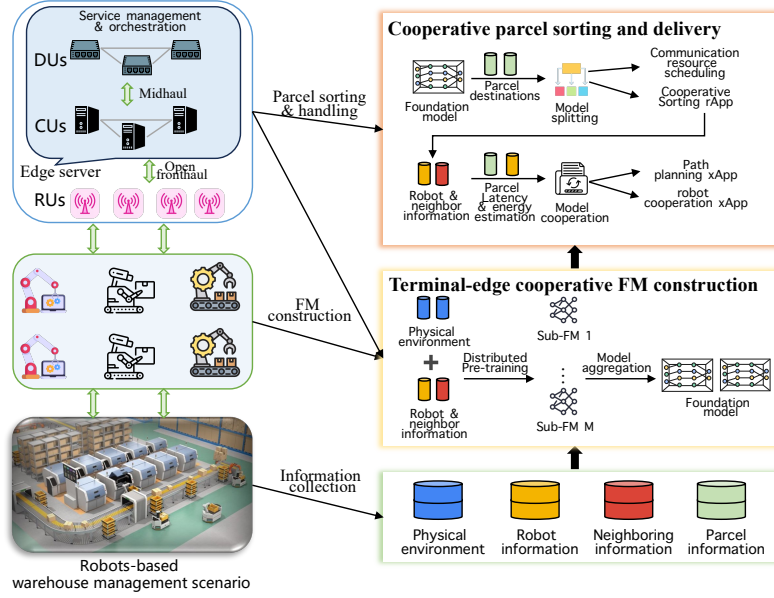 Service management
& orchestration
DUs
Midhaul
CUs
Edge server
Open
fronthaul
RUs
Robots-based
warehouse management scenario
Parcel sorting
& handling
FM
construction
Information
collection
Cooperative parcel sorting and delivery
Foundation
model
Parcel
destinations
Model
splitting
Communication
resource
scheduling
Cooperative
Sorting rApp
Robot &
neighbor
information
Parcel
Latency
& energy
estimation
Model
cooperation
Path
planning xApp
robot
cooperation xApp
Terminal-edge cooperative FM construction
Physical
environment
+
Robot &
neighbor
information
Distributed
Pre-training
Sub-FM 1
⋮
Sub-FM M
Model
aggregation
Foundation
model
Physical
environment
Robot
information
Neighboring
information
Parcel
information